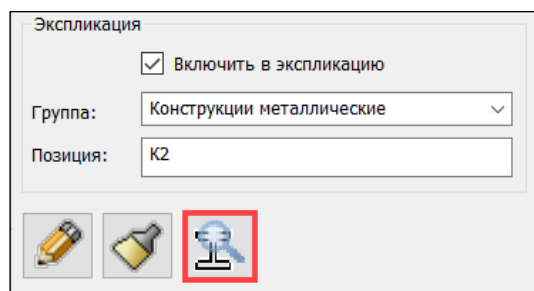 Экспликация
Включить в экспликацию
Группа: Конструкции металлические
Позиция: К2